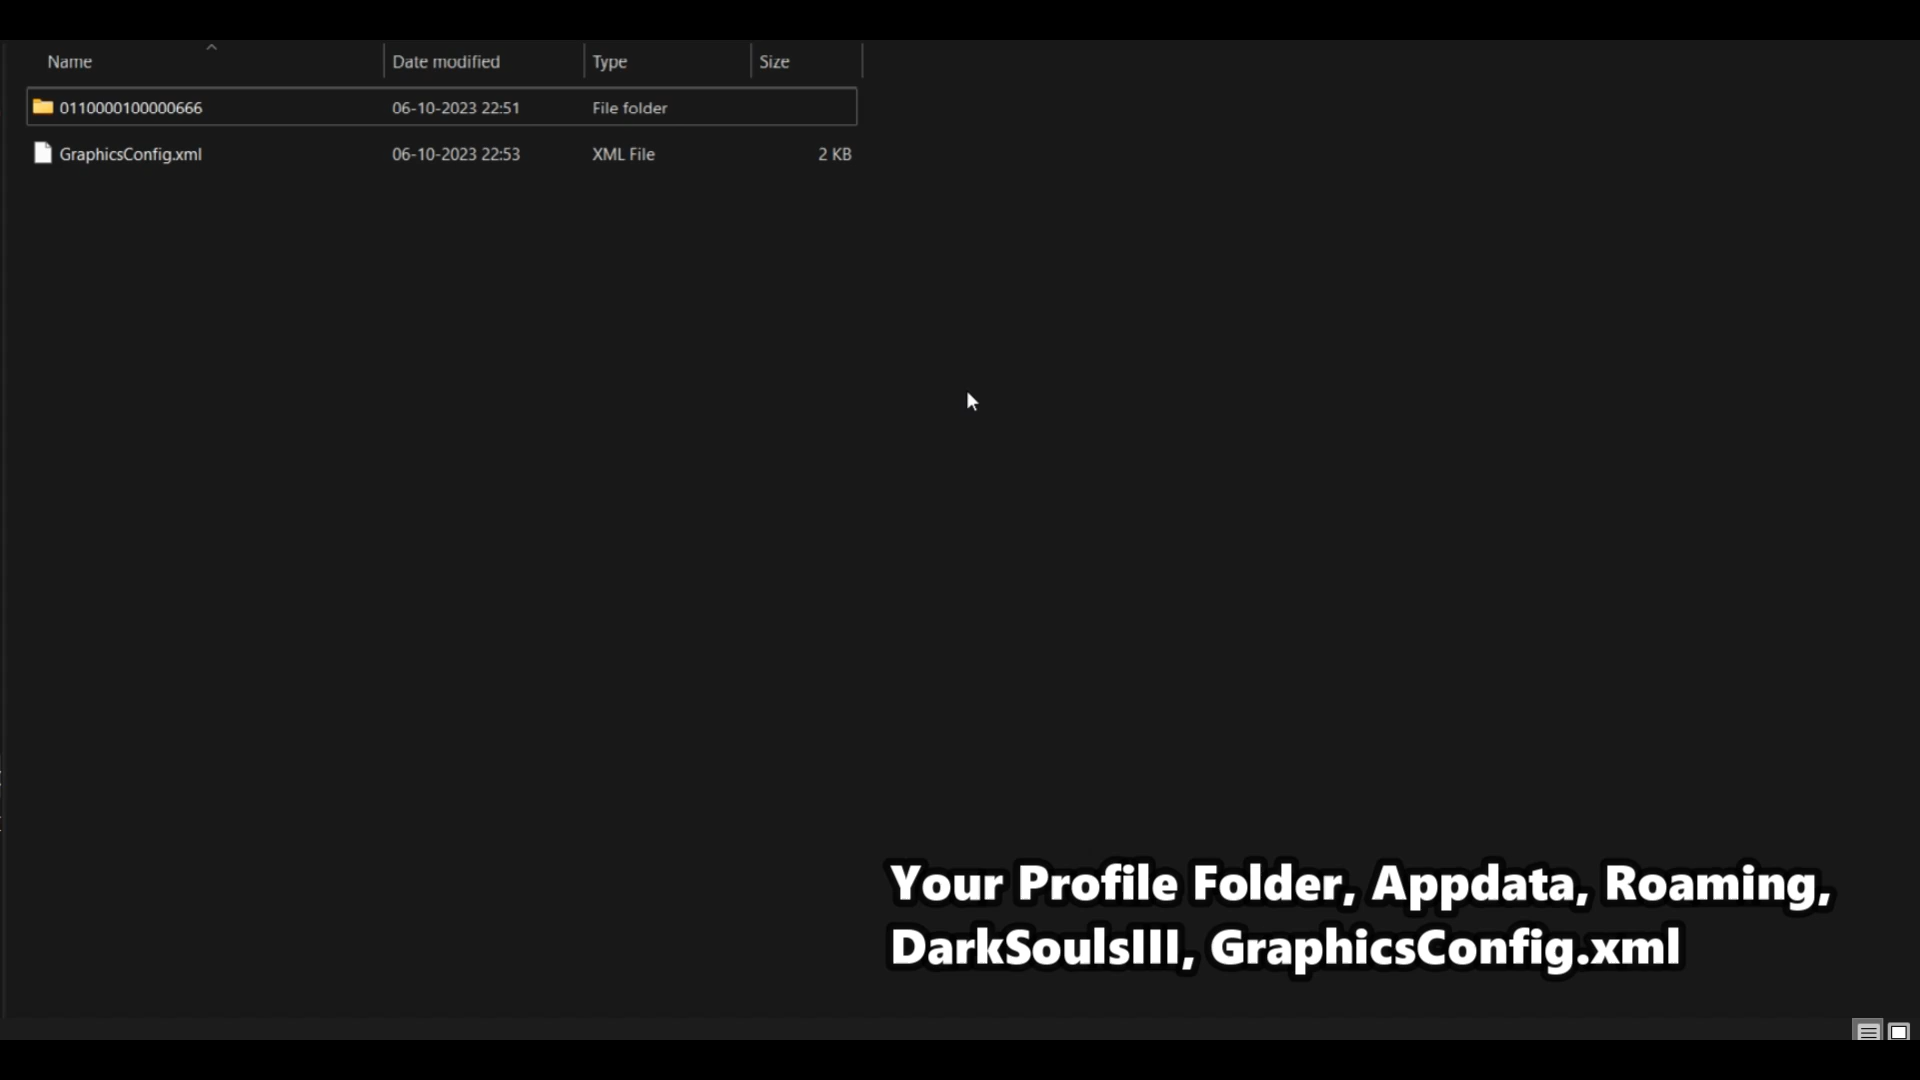 Name Date modified Type Size
0110000100000666 06-10-2023 22:51 File folder
GraphicsConfig.xml 06-10-2023 22:53 XML File 2 KB
Your Profile Folder, Appdata, Roaming,
DarkSoulsIII, GraphicsConfig.xml